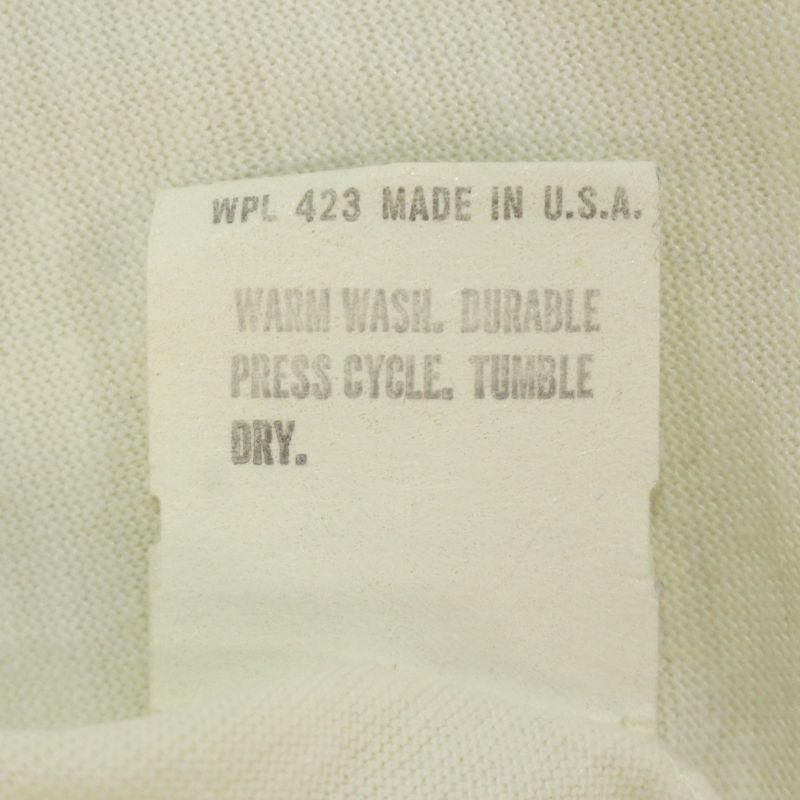 WPL 423 MADE IN U.S.A.
WARM WASH. DURABLE
PRESS CYCLE. TUMBLE
DRY.